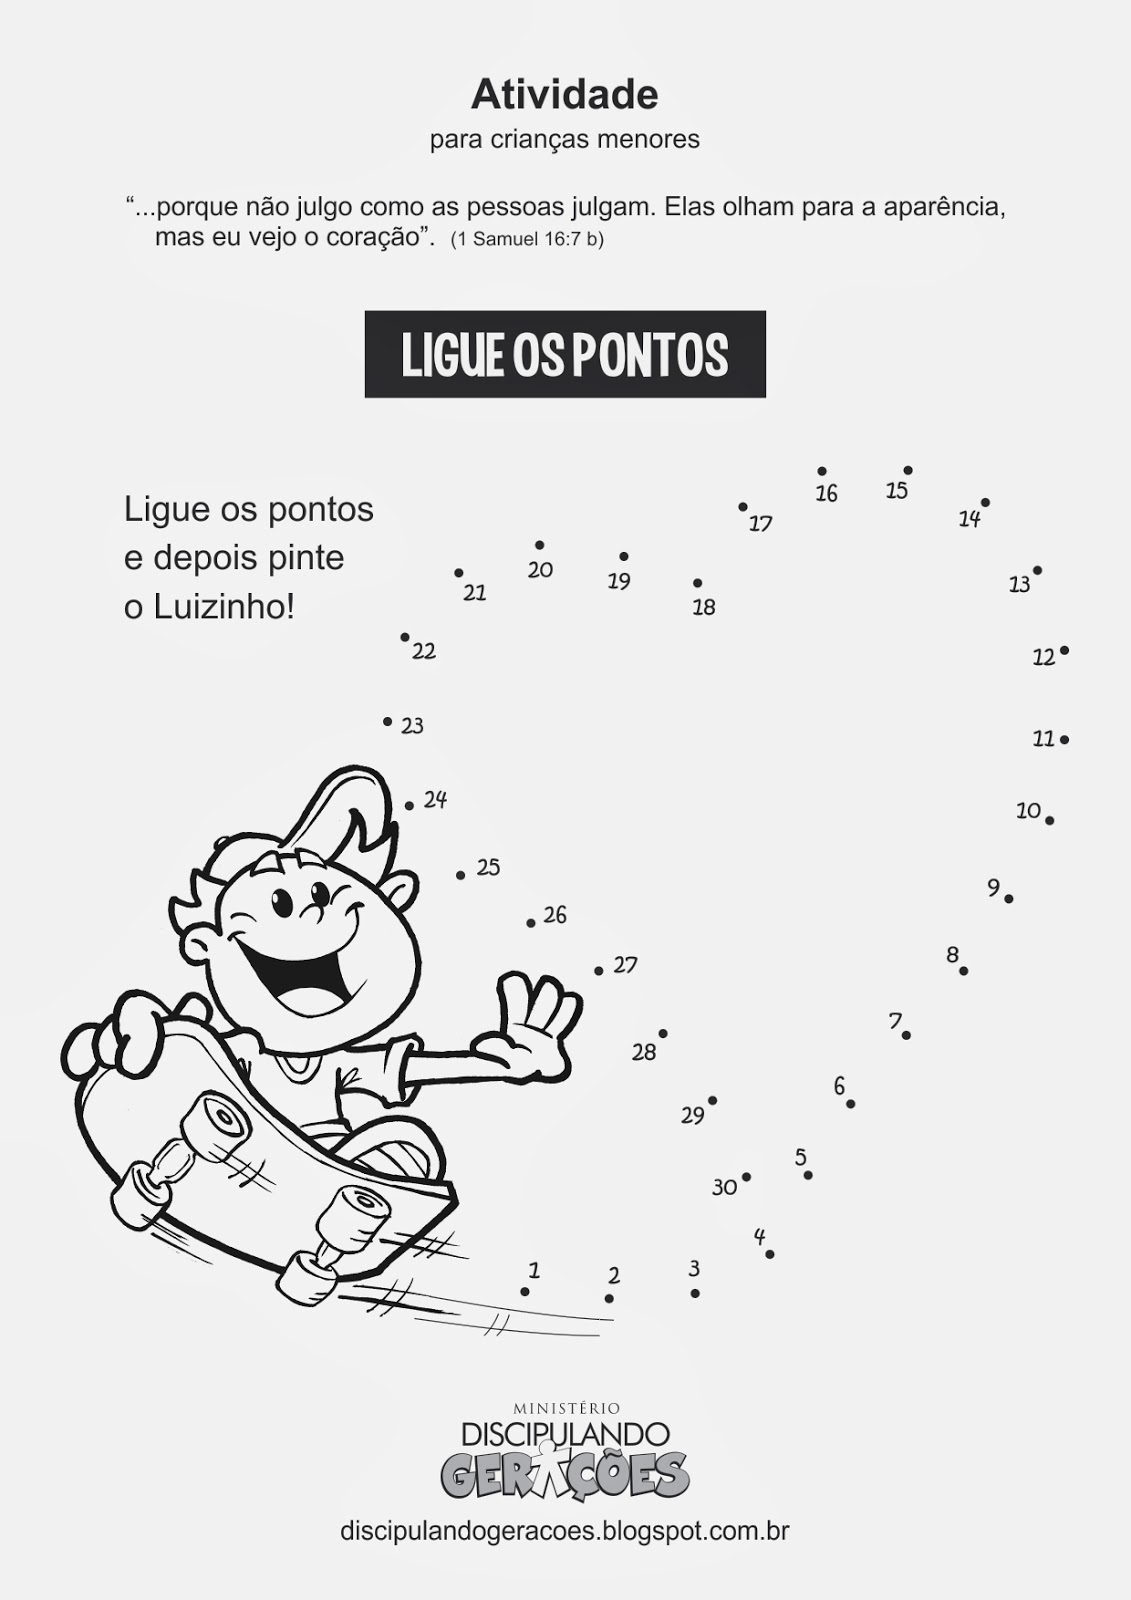 Atividade
para crianças menores
“...porque não julgo como as pessoas julgam. Elas olham para a aparência,
mas eu vejo o coração”. (1 Samuel 16:7 b)
LIGUE OS PONTOS
Ligue os pontos
e depois pinte
o Luizinho!
16
15
14
17
13
20
19
21
18
22
12
23
11
24
10
25
9
26
8
27
7
28
6
29
5
30
4
1
2
3
MINISTÉRIO
DISCIPULANDO
GERAÇÕES
discipulandogeracoes.blogspot.com.br